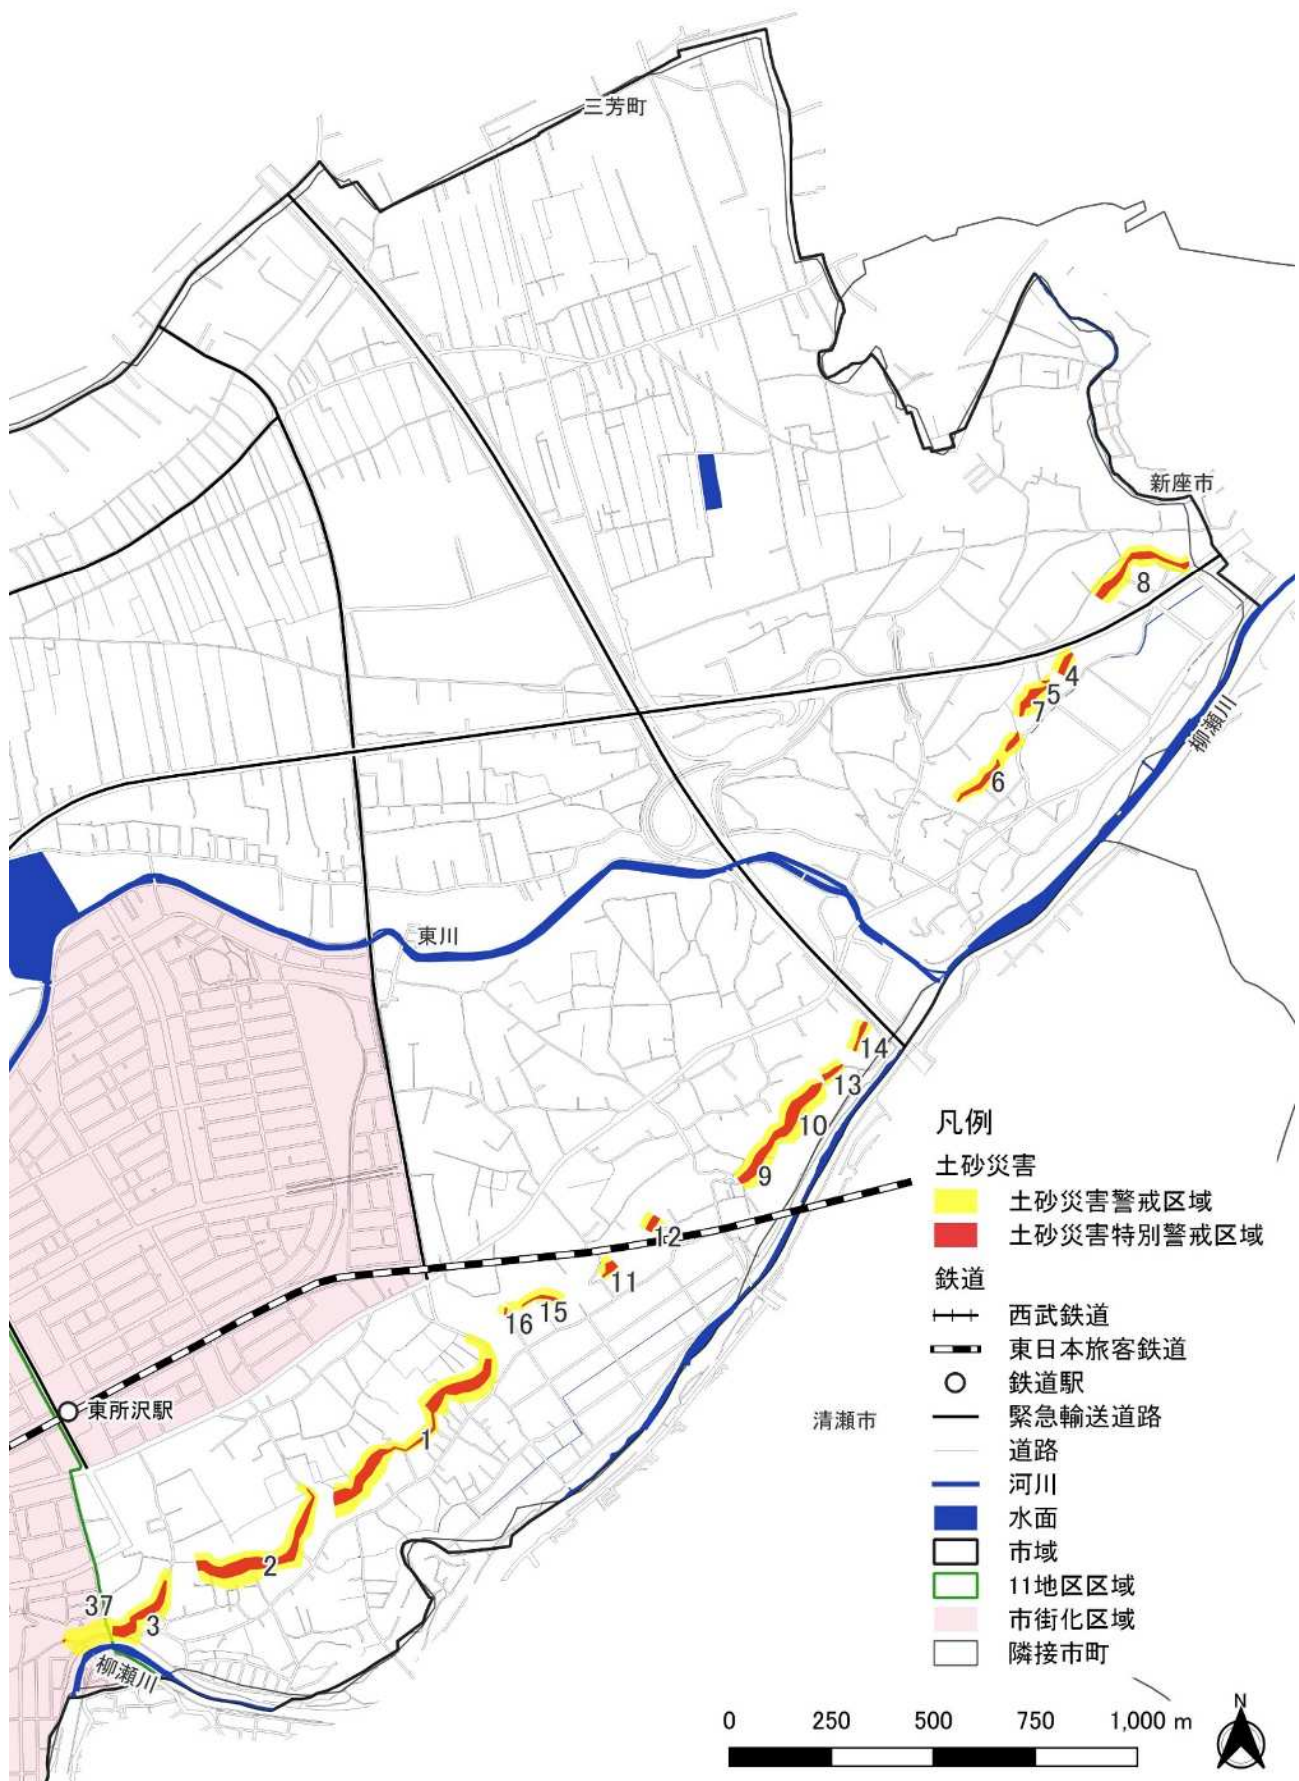 三芳町
新座市
8
4
5
7
柳瀬川
6
東川
14
13
10
9
12
11
15
16
東所沢駅
清瀬市
1
2
37
3
柳瀬川
凡例
土砂災害
土砂災害警戒区域
土砂災害特別警戒区域
鉄道
西武鉄道
東日本旅客鉄道
鉄道駅
緊急輸送道路
道路
河川
水面
市域
11地区区域
市街化区域
隣接市町
0 250 500 750 1,000 m
N